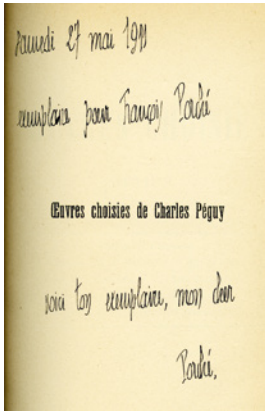 samedi 27 mai 1911
exemplaire pour François Porché
Œuvres choisies de Charles Péguy
voici ton exemplaire, mon cher
Porché.